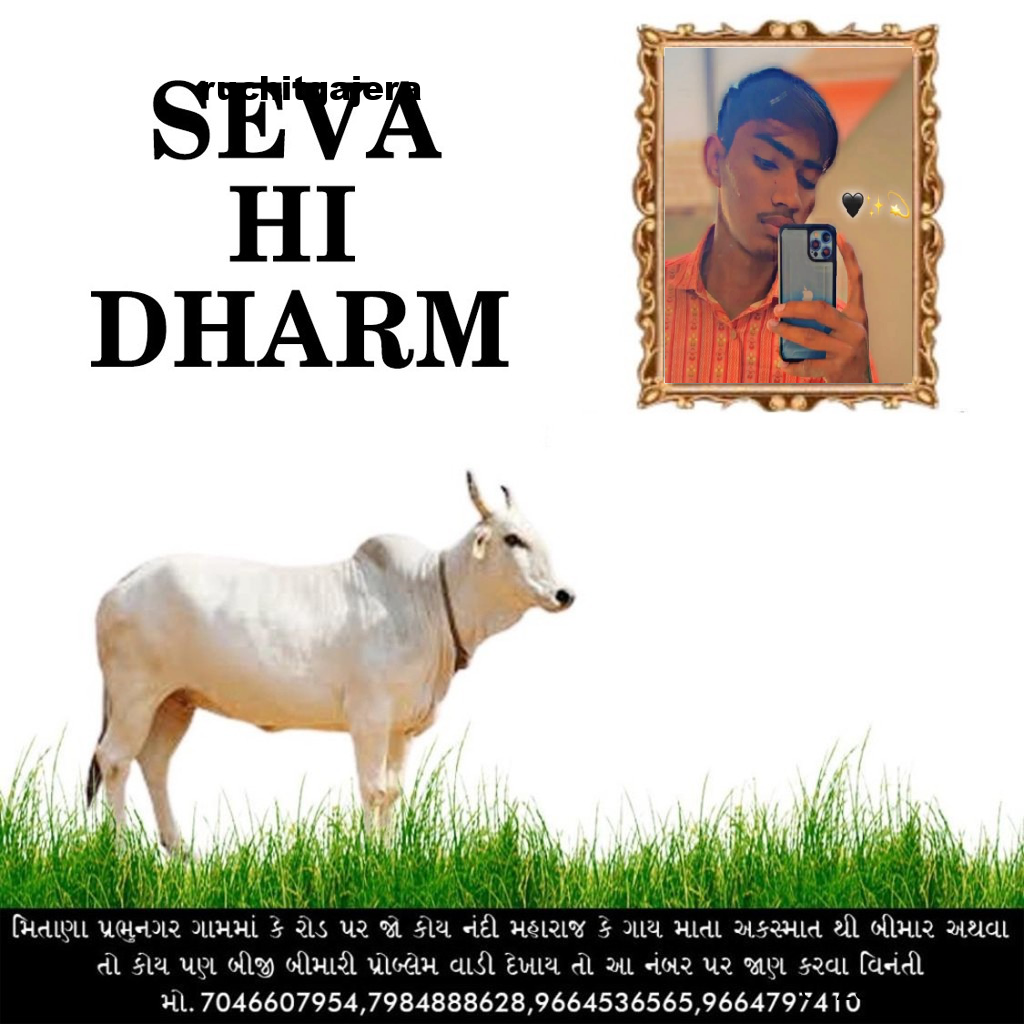 ruchitgajera
SEVA
HI
DHARM
મિતાણા પ્રભુનગર ગામમાં કે રોડ પર જો કોય નંદી મહારાજ કે ગાય માતા અકસ્માત થી બીમાર અથવા
તો કોય પણ બીજી બીમારી પ્રોબ્લેમ વાડી દેખાય તો આ નંબર પર જાણ કરવા વિનંતી
મો. 7046607954,7984888628,9664536565,9664797410